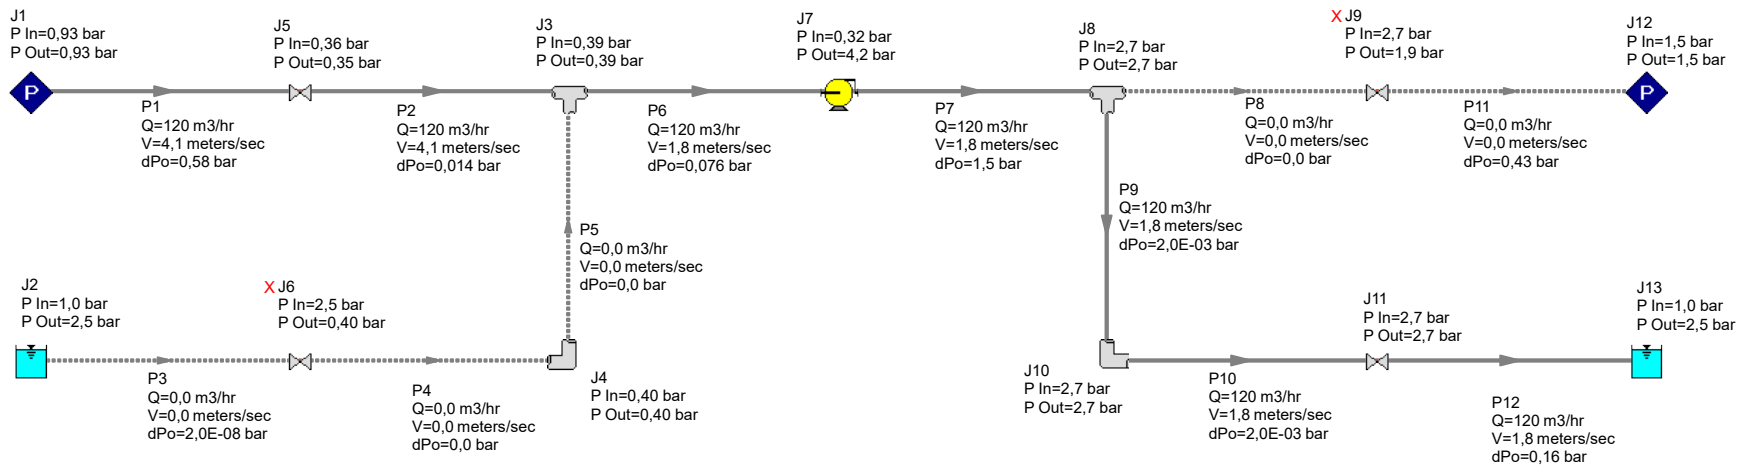 J1
P In=0,93 bar
P Out=0,93 bar
P
P1
Q=120 m3/hr
V=4,1 meters/sec
dPo=0,58 bar
J5
P In=0,36 bar
P Out=0,35 bar
P2
Q=120 m3/hr
V=4,1 meters/sec
dPo=0,014 bar
J3
P In=0,39 bar
P Out=0,39 bar
P6
Q=120 m3/hr
V=1,8 meters/sec
dPo=0,076 bar
J7
P In=0,32 bar
P Out=4,2 bar
P7
Q=120 m3/hr
V=1,8 meters/sec
dPo=1,5 bar
J8
P In=2,7 bar
P Out=2,7 bar
P8
Q=0,0 m3/hr
V=0,0 meters/sec
dPo=0,0 bar
X J9
P In=2,7 bar
P Out=1,9 bar
P11
Q=0,0 m3/hr
V=0,0 meters/sec
dPo=0,43 bar
J12
P In=1,5 bar
P Out=1,5 bar
P
P5
Q=0,0 m3/hr
V=0,0 meters/sec
dPo=0,0 bar
P9
Q=120 m3/hr
V=1,8 meters/sec
dPo=2,0E-03 bar
J2
P In=1,0 bar
P Out=2,5 bar
P3
Q=0,0 m3/hr
V=0,0 meters/sec
dPo=2,0E-08 bar
X J6
P In=2,5 bar
P Out=0,40 bar
P4
Q=0,0 m3/hr
V=0,0 meters/sec
dPo=0,0 bar
J4
P In=0,40 bar
P Out=0,40 bar
J10
P In=2,7 bar
P Out=2,7 bar
P10
Q=120 m3/hr
V=1,8 meters/sec
dPo=2,0E-03 bar
J11
P In=2,7 bar
P Out=2,7 bar
P12
Q=120 m3/hr
V=1,8 meters/sec
dPo=0,16 bar
J13
P In=1,0 bar
P Out=2,5 bar